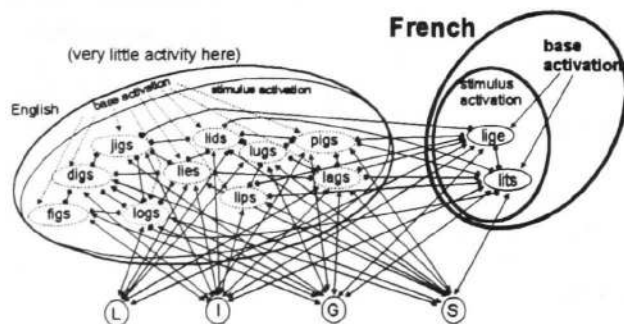 French
(very little activity here)
base activation
stimulus activation
English
base activation
stimulus activation
jigs
lids
lugs
pigs
lige
digs
lies
lags
lits
lips
figs
logs
L
I
G
S